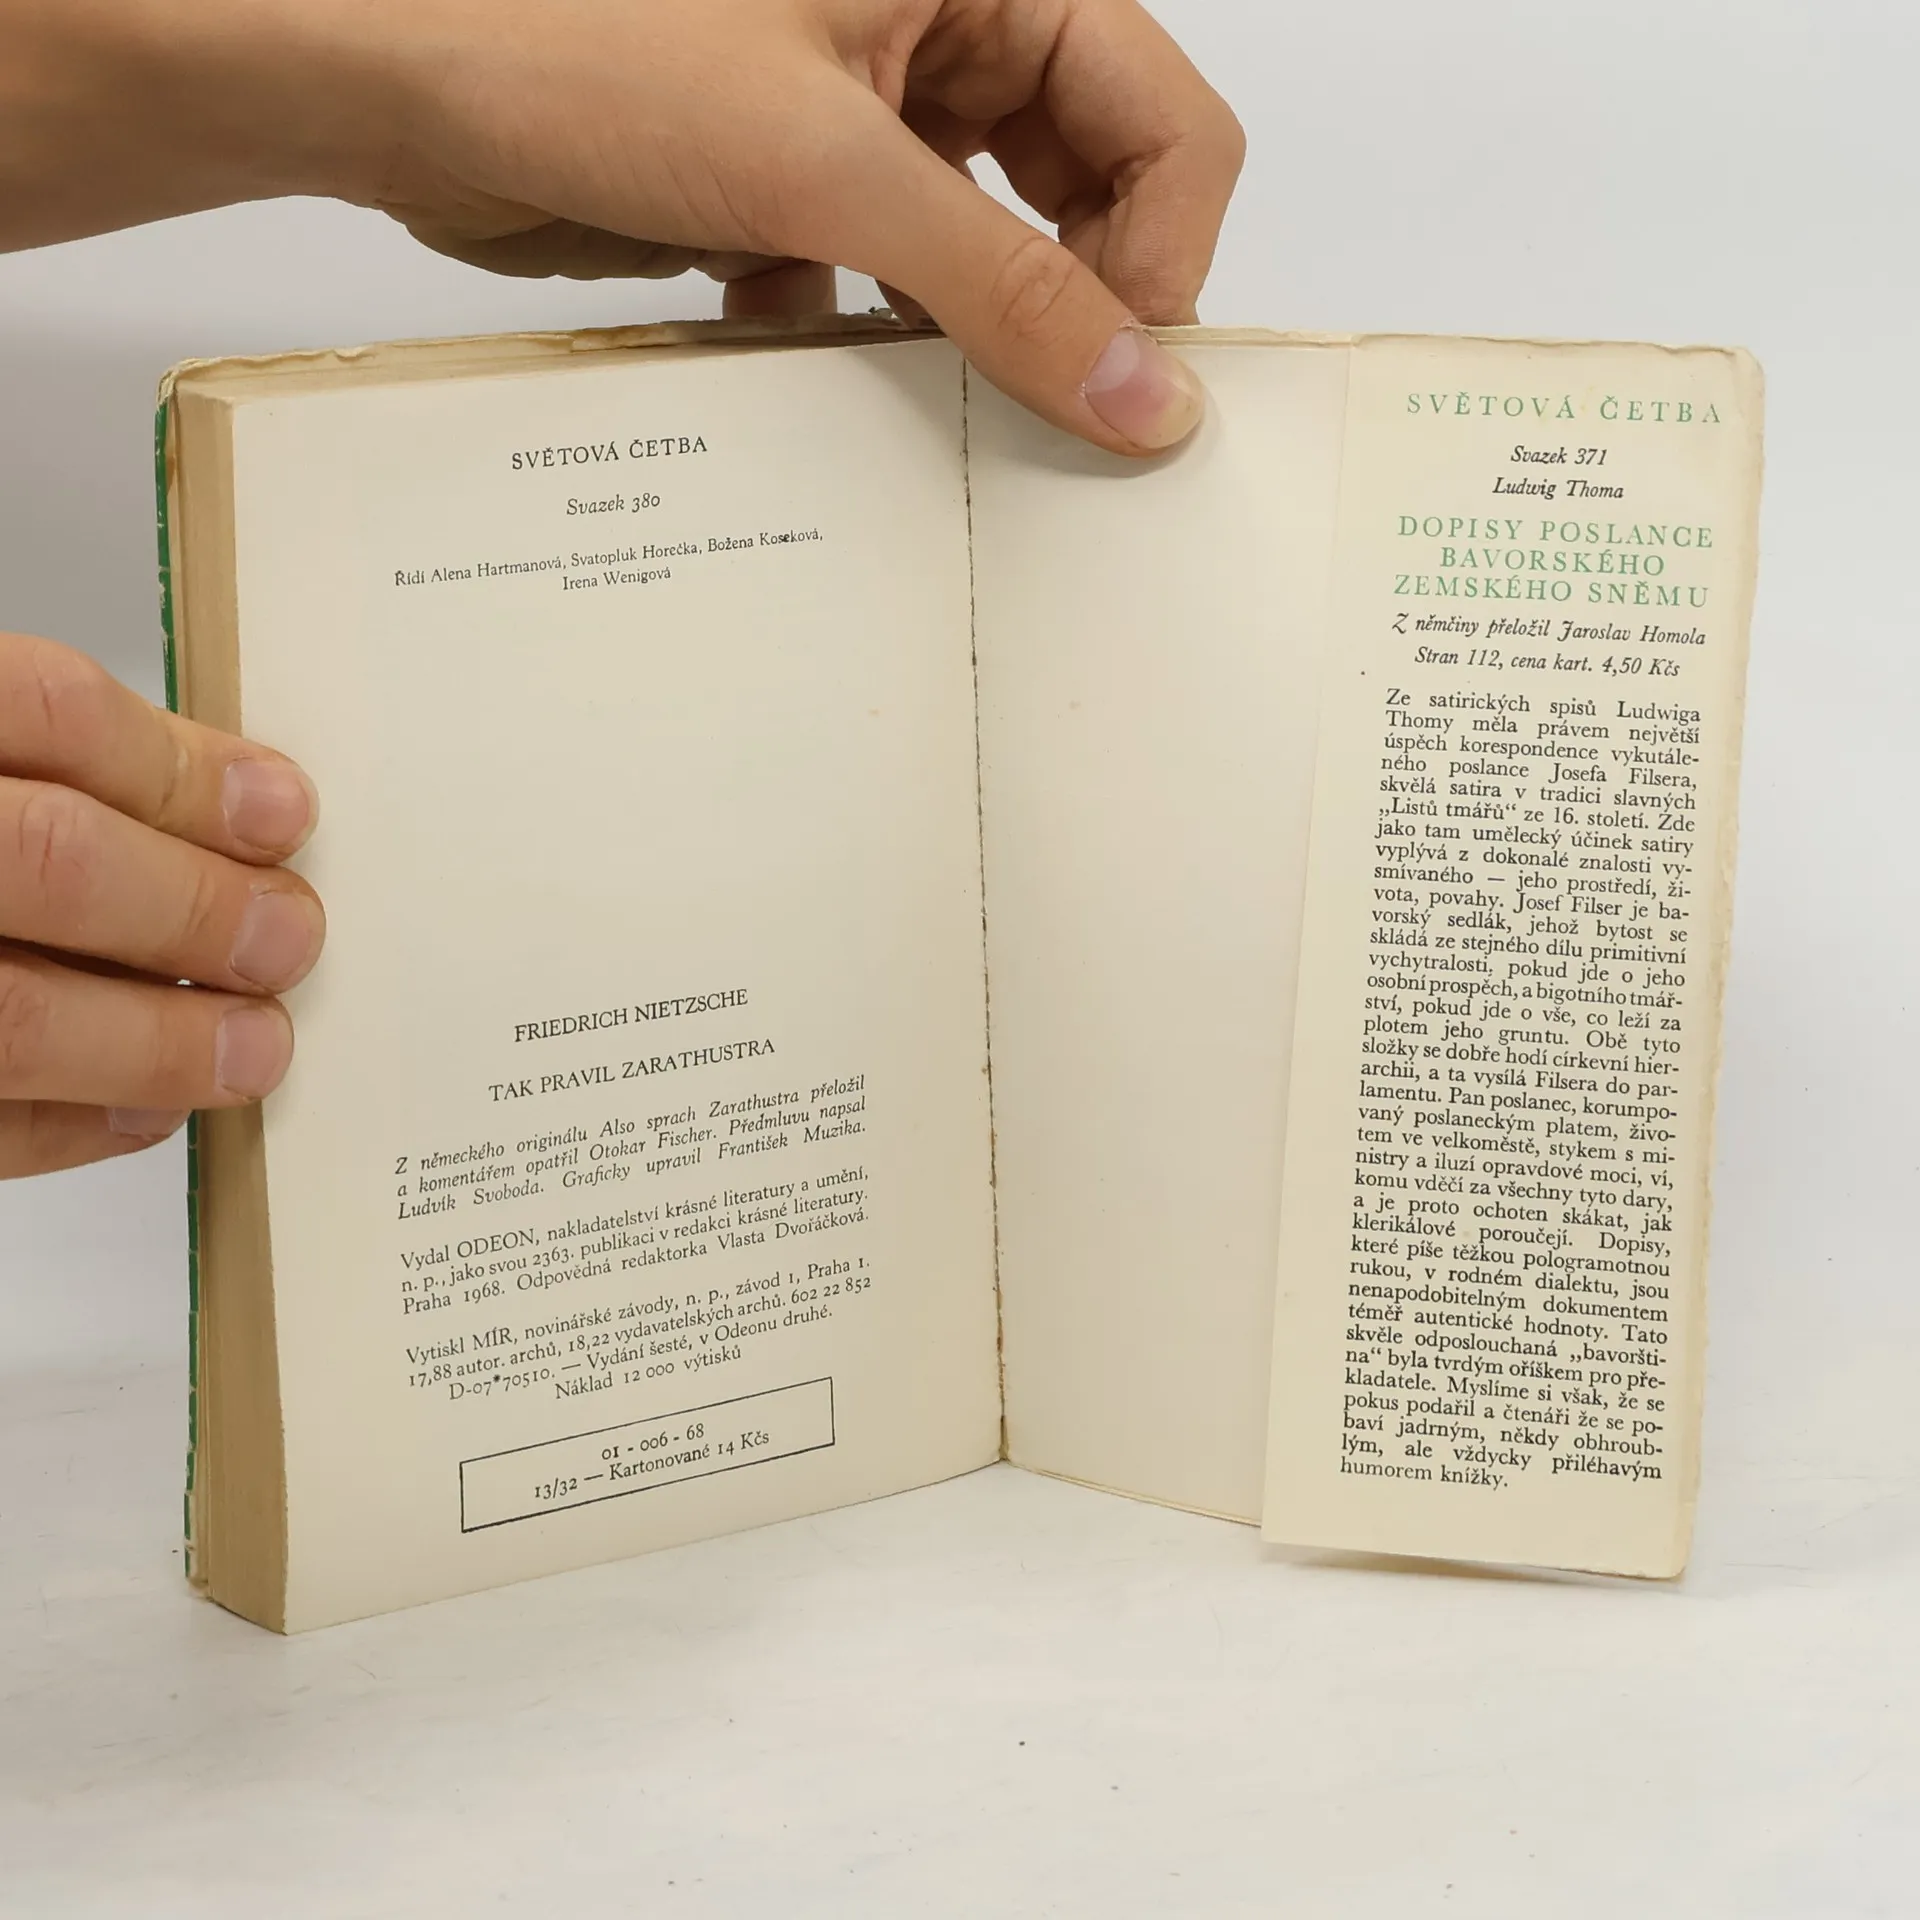 SVĚTOVÁ ČETBA
Svazek 380
Řídí Alena Hartmanová, Svatopluk Horečka, Božena Koseková,
Irena Wenigová
FRIEDRICH NIETZSCHE
TAK PRAVIL ZARATHUSTRA
Z německého originálu Also sprach Zarathustra přeložil
a komentářem opatřil Otokar Fischer. Předmluvu napsal
Ludvík Svoboda. Graficky upravil František Muzika.
Vydal ODEON, nakladatelství krásné literatury a umění,
n. p., jako svou 2363. publikaci v redakci krásné literatury.
Praha 1968. Odpovědná redaktorka Vlasta Dvořáčková.
Vytiskl MÍR, novinářské závody, n. p., závod 1, Praha 1.
17,88 autor. archů, 18,22 vydavatelských archů. 602 22 852
D-07*70510. — Vydání šesté, v Odeonu druhé.
Náklad 12 000 výtisků
01 - 006 - 68
13/32 — Kartonované 14 Kčs
SVĚTOVÁ ČETBA
Svazek 371
Ludwig Thoma
DOPISY POSLANCE
BAVORSKÉHO
ZEMSKÉHO SNĚMU
Z němčiny přeložil Jaroslav Homola
Stran 112, cena kart. 4,50 Kčs
Ze satirických spisů Ludwiga
Thomy měla právem největší
úspěch korespondence vykutále-
ného poslance Josefa Filsera,
skvělá satira v tradici slavných
„Listů tmářů“ ze 16. století. Zde
jako tam umělecký účinek satiry
vyplývá z dokonalé znalosti vy-
smívaného — jeho prostředí, ži-
vota, povahy. Josef Filser je ba-
vorský sedlák, jehož bytost se
skládá ze stejného dílu primitivní
vychytralosti, pokud jde o jeho
osobní prospěch, a bigotního tmář-
ství, pokud jde o vše, co leží za
plotem jeho gruntu. Obě tyto
složky se dobře hodí církevní hier-
archii, a ta vysílá Filsera do par-
lamentu. Pan poslanec, korumpo-
vaný poslaneckým platem, živo-
tem ve velkoměstě, stykem s mi-
nistry a iluzí opravdové moci, ví,
komu vděčí za všechny tyto dary,
a je proto ochoten skákat, jak
klerikálové poroučejí. Dopisy,
které píše těžkou pologramotnou
rukou, v rodném dialektu, jsou
nenapodobitelným dokumentem
téměř autentické hodnoty. Tato
skvěle odposlouchaná „bavoršti-
na“ byla tvrdým oříškem pro pře-
kladatele. Myslíme si však, že se
pokus podařil a čtenáři že se po-
baví jadrným, někdy obhroub-
lým, ale vždycky přiléhavým
humorem knížky.